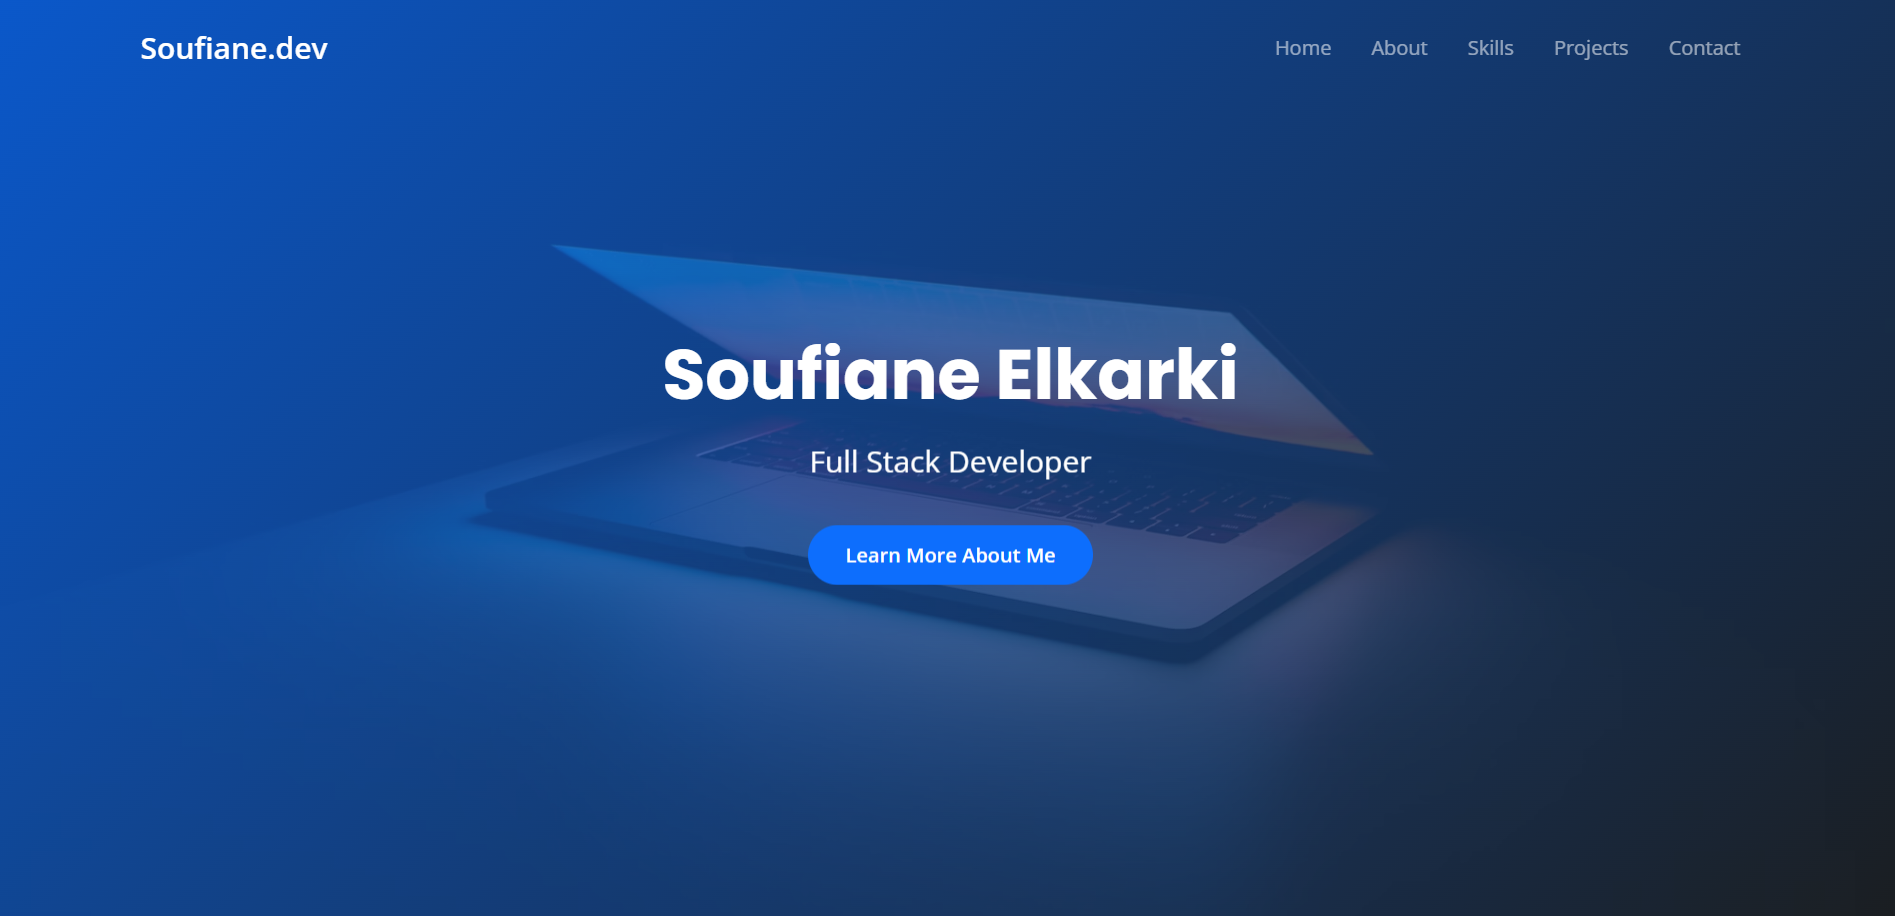 Soufiane.dev
Home About Skills Projects Contact
Soufiane Elkarki
Full Stack Developer
Learn More About Me